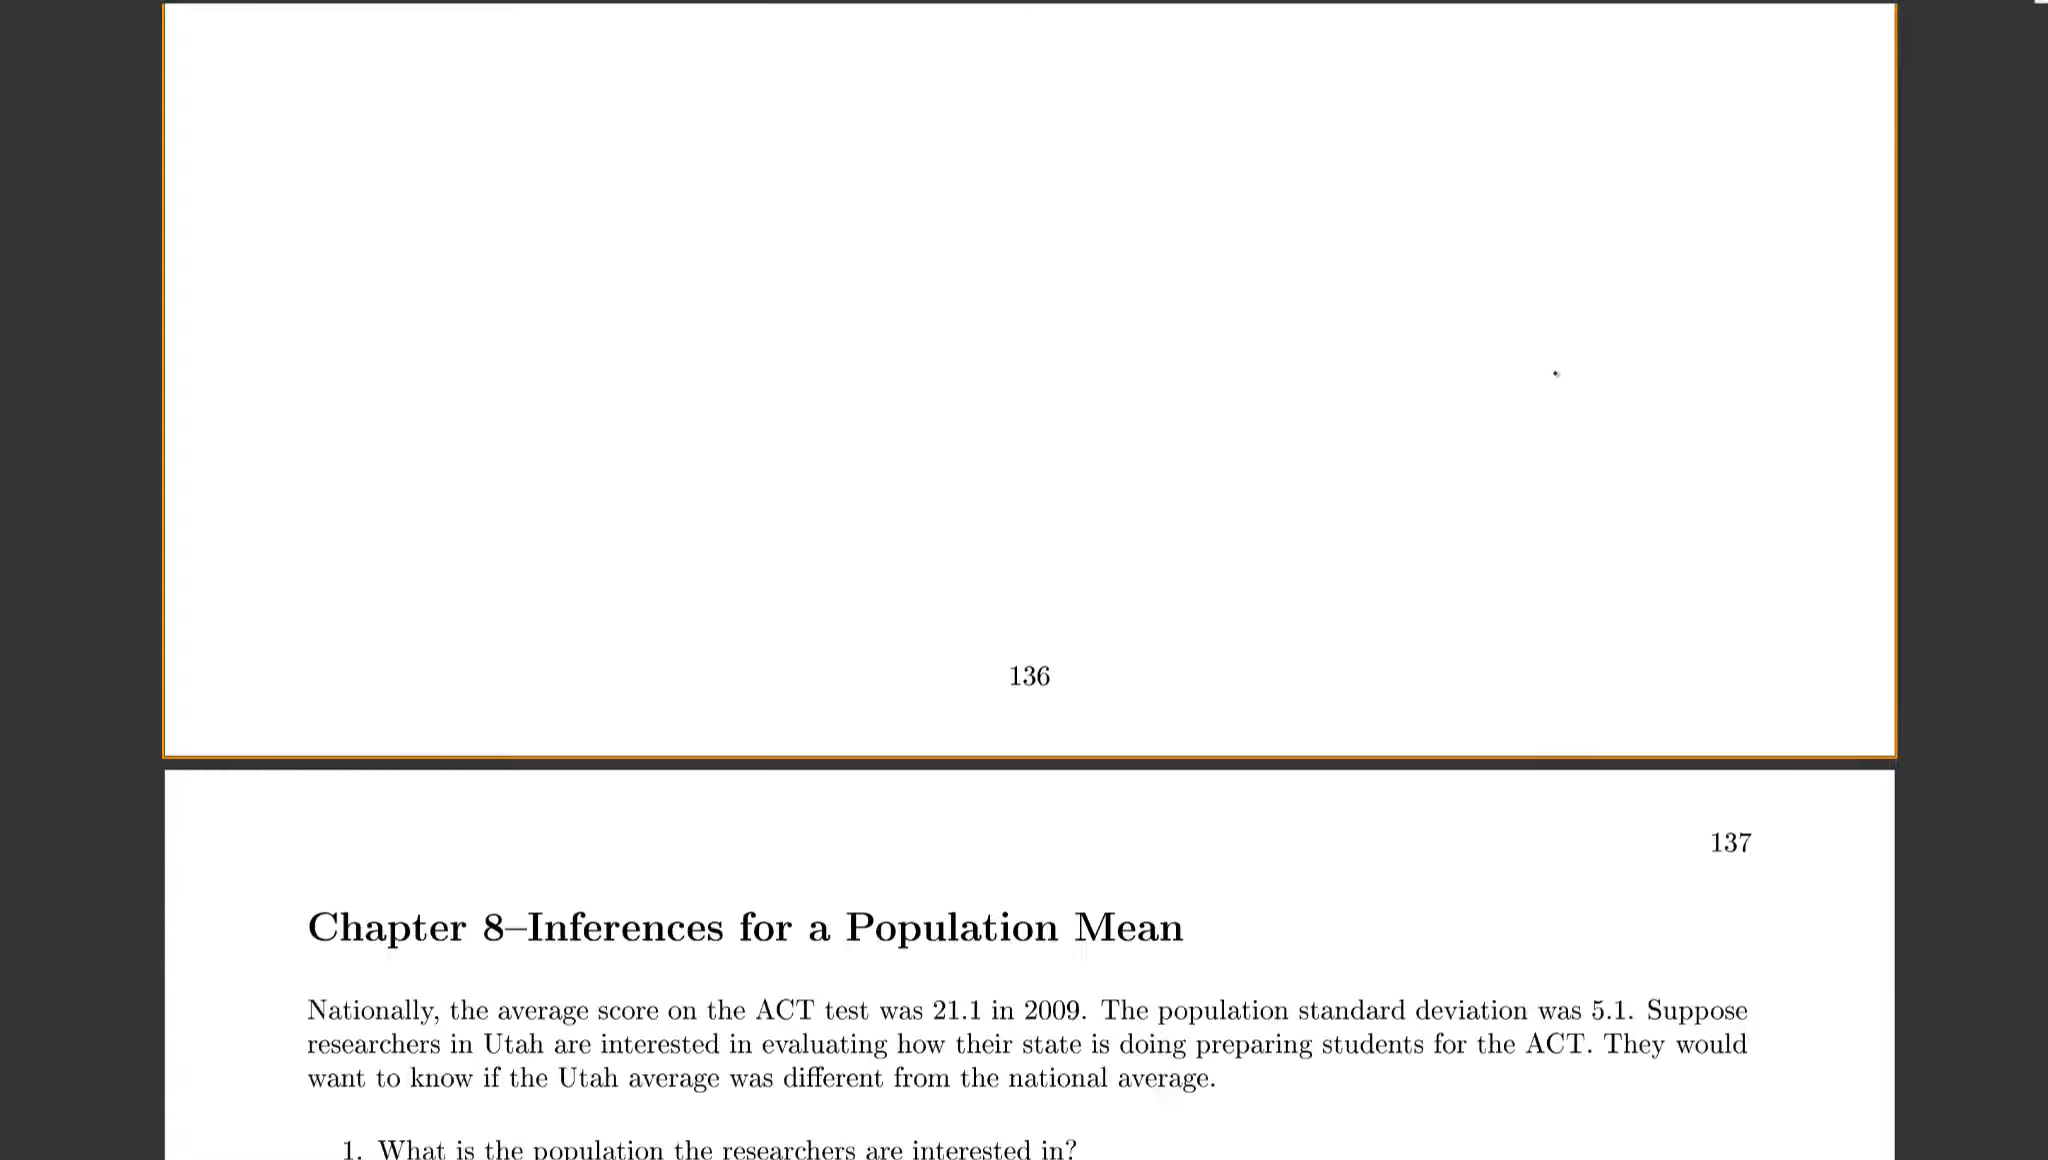 136
137
Chapter 8–Inferences for a Population Mean
Nationally, the average score on the ACT test was 21.1 in 2009. The population standard deviation was 5.1. Suppose
researchers in Utah are interested in evaluating how their state is doing preparing students for the ACT. They would
want to know if the Utah average was different from the national average.
1. What is the population the researchers are interested in?